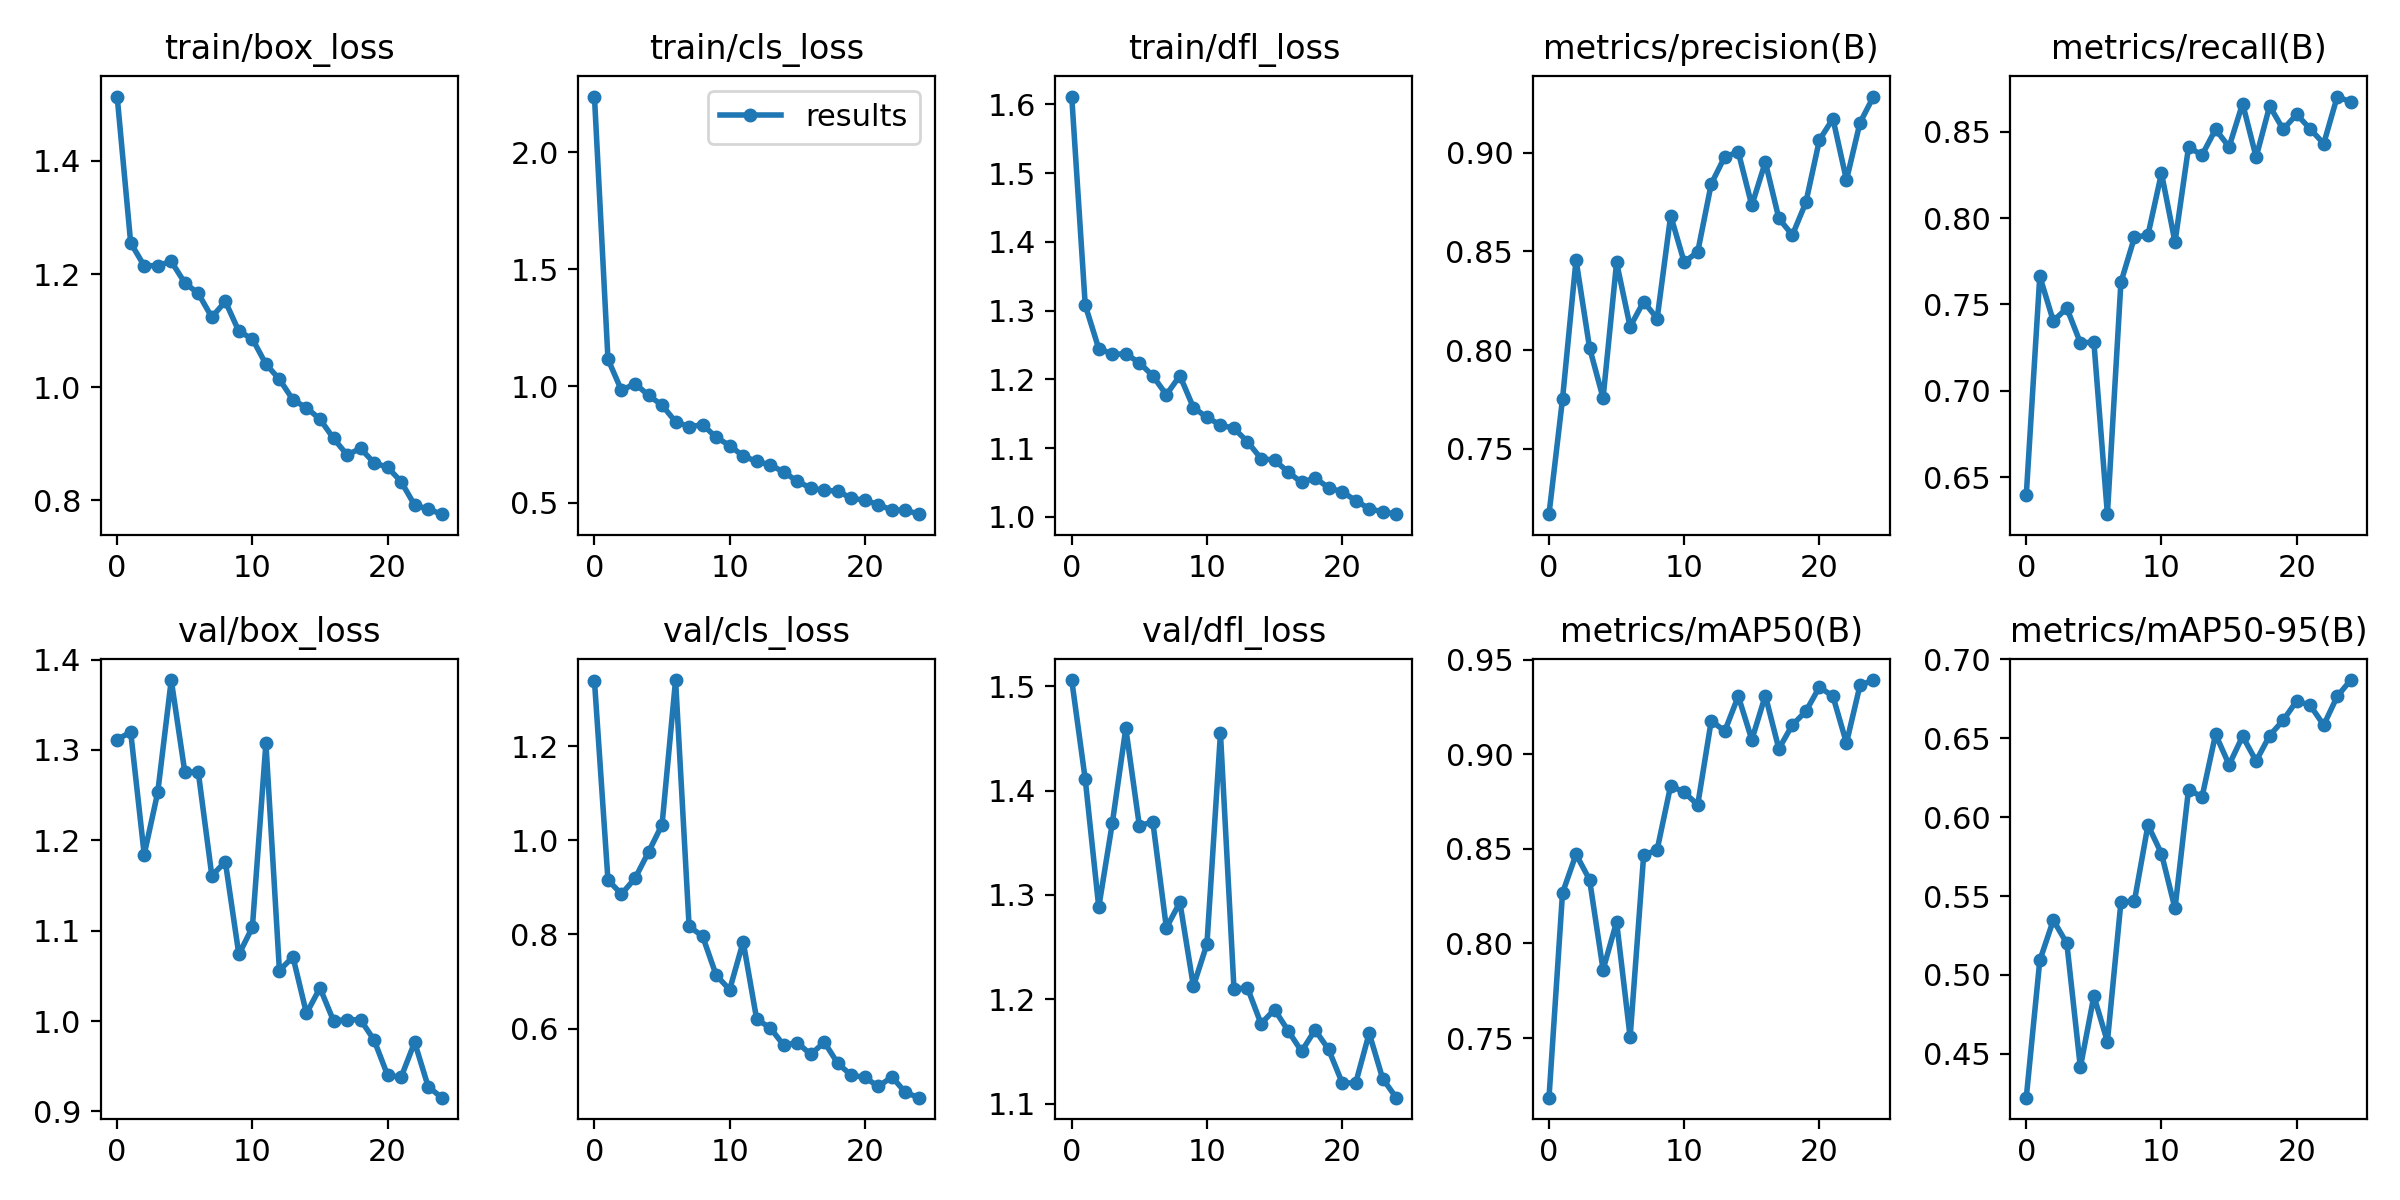 train/box_loss
1.4
1.2
1.0
0.8
0 10 20
train/cls_loss
results
2.0
1.5
1.0
0.5
0 10 20
train/dfl_loss
1.6
1.5
1.4
1.3
1.2
1.1
1.0
0 10 20
metrics/precision(B)
0.90
0.85
0.80
0.75
0 10 20
metrics/recall(B)
0.85
0.80
0.75
0.70
0.65
0 10 20
val/box_loss
1.4
1.3
1.2
1.1
1.0
0.9
0 10 20
val/cls_loss
1.2
1.0
0.8
0.6
0 10 20
val/dfl_loss
1.5
1.4
1.3
1.2
1.1
0 10 20
metrics/mAP50(B)
0.95
0.90
0.85
0.80
0.75
0 10 20
metrics/mAP50-95(B)
0.70
0.65
0.60
0.55
0.50
0.45
0 10 20